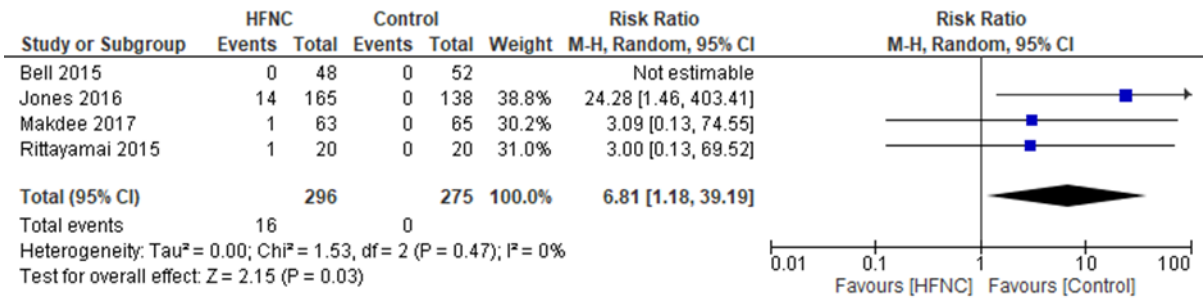 HFNC Control Risk Ratio Risk Ratio
Study or Subgroup Events Total Events Total Weight M-H, Random, 95% CI M-H, Random, 95% CI
Bell 2015 0 48 0 52 Not estimable
Jones 2016 14 165 0 138 38.8% 24.28 [1.46, 403.41]
Makdee 2017 1 63 0 65 30.2% 3.09 [0.13, 74.55]
Rittayamai 2015 1 20 0 20 31.0% 3.00 [0.13, 69.52]
Total (95% CI) 296 275 100.0% 6.81 [1.18, 39.19]
Total events 16 0
Heterogeneity: Tau² = 0.00; Chi² = 1.53, df = 2 (P = 0.47); I² = 0%
Test for overall effect: Z = 2.15 (P = 0.03)
0.01 0.1 1 10 100
Favours [HFNC] Favours [Control]